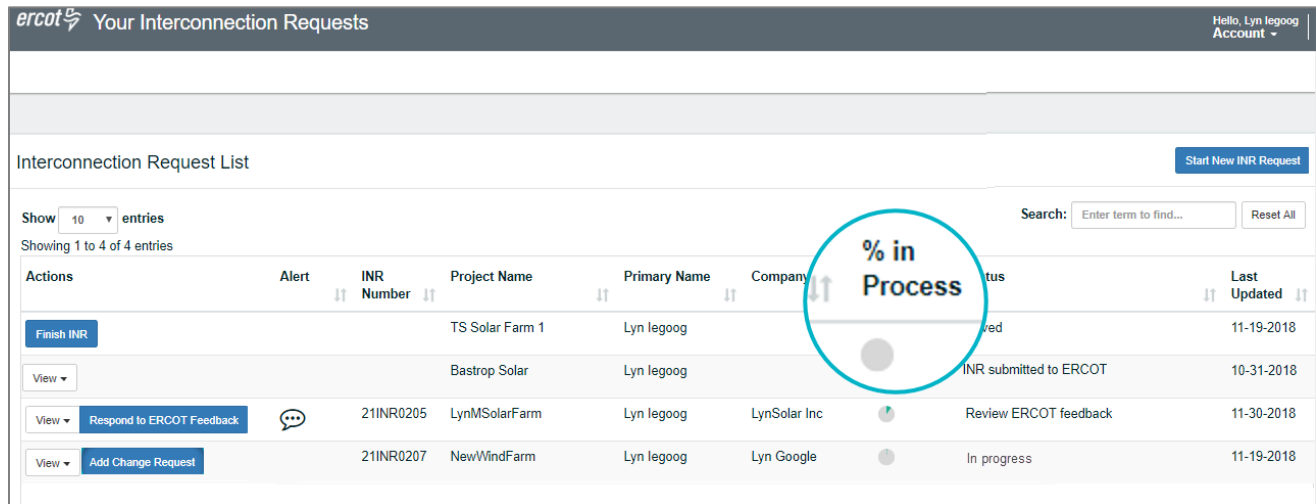 ercot Your Interconnection Requests
Hello, Lyn legoog
Account
Interconnection Request List
Start New INR Request
Show 10 entries
Search: Enter term to find... Reset All
Showing 1 to 4 of 4 entries
Actions Alert INR Number Project Name Primary Name Company % in Process tus Last Updated
Finish INR TS Solar Farm 1 Lyn legoog ved 11-19-2018
View Bastrop Solar Lyn legoog INR submitted to ERCOT 10-31-2018
View Respond to ERCOT Feedback 21INR0205 LynMSolarFarm Lyn legoog LynSolar Inc Review ERCOT feedback 11-30-2018
View Add Change Request 21INR0207 NewWindFarm Lyn legoog Lyn Google In progress 11-19-2018